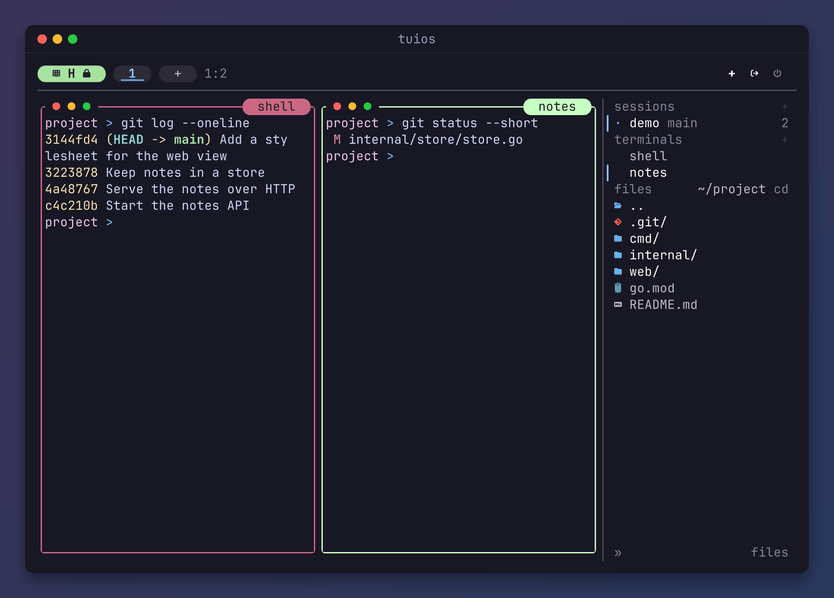 tuios
H 1 + 1:2 +
shell
project > git log --oneline
3144fd4 (HEAD -> main) Add a sty
lesheet for the web view
3223878 Keep notes in a store
4a48767 Serve the notes over HTTP
c4c210b Start the notes API
project >
notes
project > git status --short
M internal/store/store.go
project >
sessions +
· demo main 2
terminals +
shell
notes
files ~/project cd
..
.git/
cmd/
internal/
web/
go.mod
README.md
» files